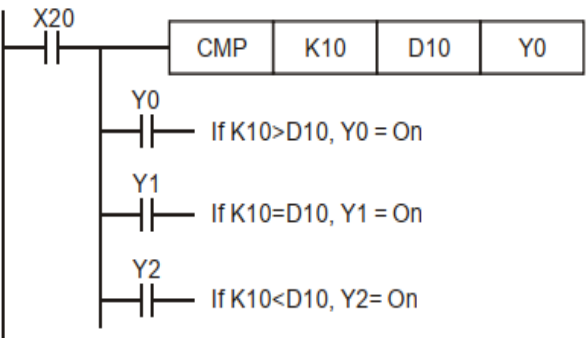 X20
CMP K10 D10 Y0
Y0
If K10>D10, Y0 = On
Y1
If K10=D10, Y1 = On
Y2
If K10<D10, Y2= On